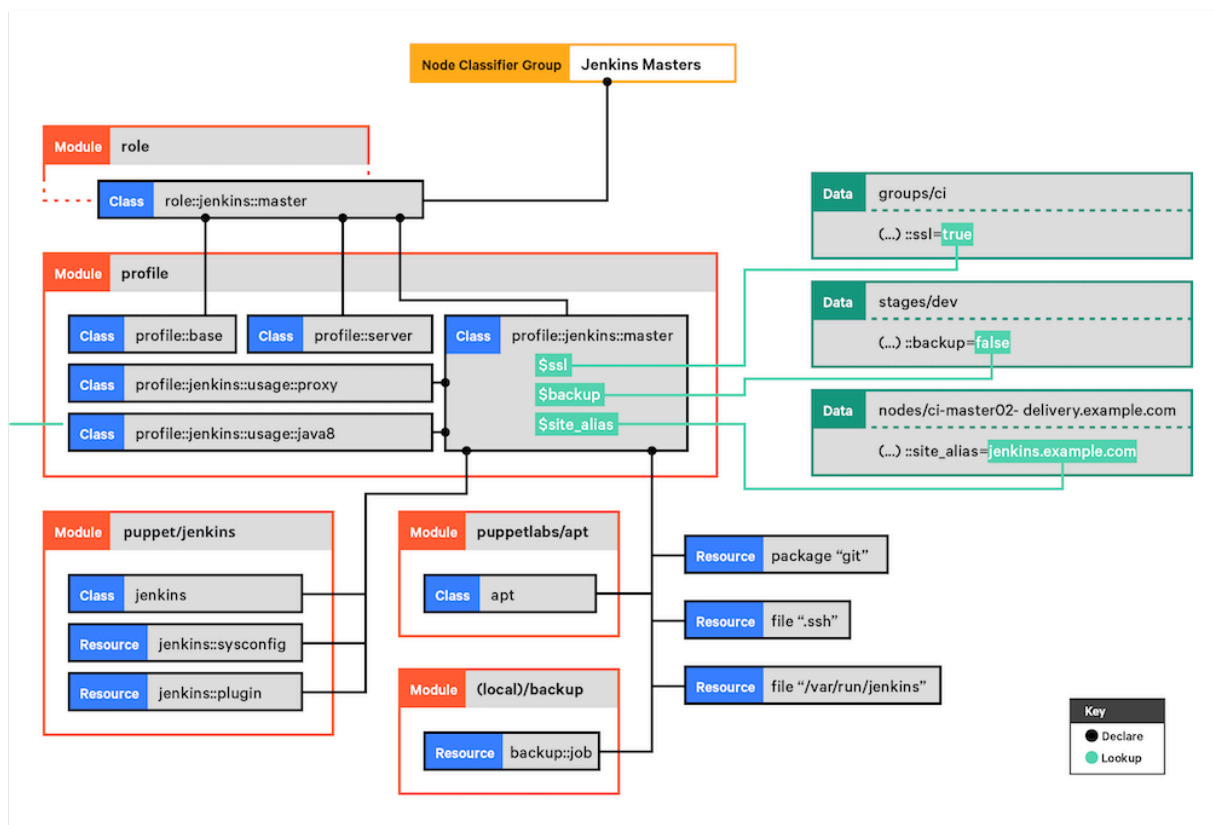 Node Classifier Group Jenkins Masters
Module role
Class role::jenkins::master
Module profile
Class profile::base
Class profile::server
Class profile::jenkins::master
$ssl
$backup
$site_alias
Class profile::jenkins::usage::proxy
Class profile::jenkins::usage::java8
Data groups/ci
(...) ::ssl=true
Data stages/dev
(...) ::backup=false
Data nodes/ci-master02- delivery.example.com
(...) ::site_alias=jenkins.example.com
Module puppet/jenkins
Class jenkins
Resource jenkins::sysconfig
Resource jenkins::plugin
Module puppetlabs/apt
Class apt
Module (local)/backup
Resource backup::job
Resource package “git”
Resource file “.ssh”
Resource file “/var/run/jenkins”
Key
Declare
Lookup